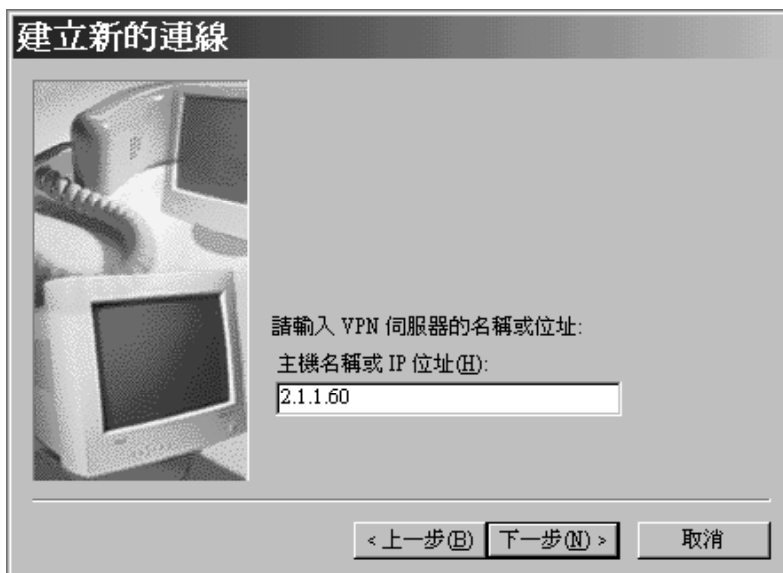 建立新的連線
請輸入 VPN 伺服器的名稱或位址:
主機名稱或 IP 位址(H):
2.1.1.60
< 上一步(B) 下一步(N) > 取消